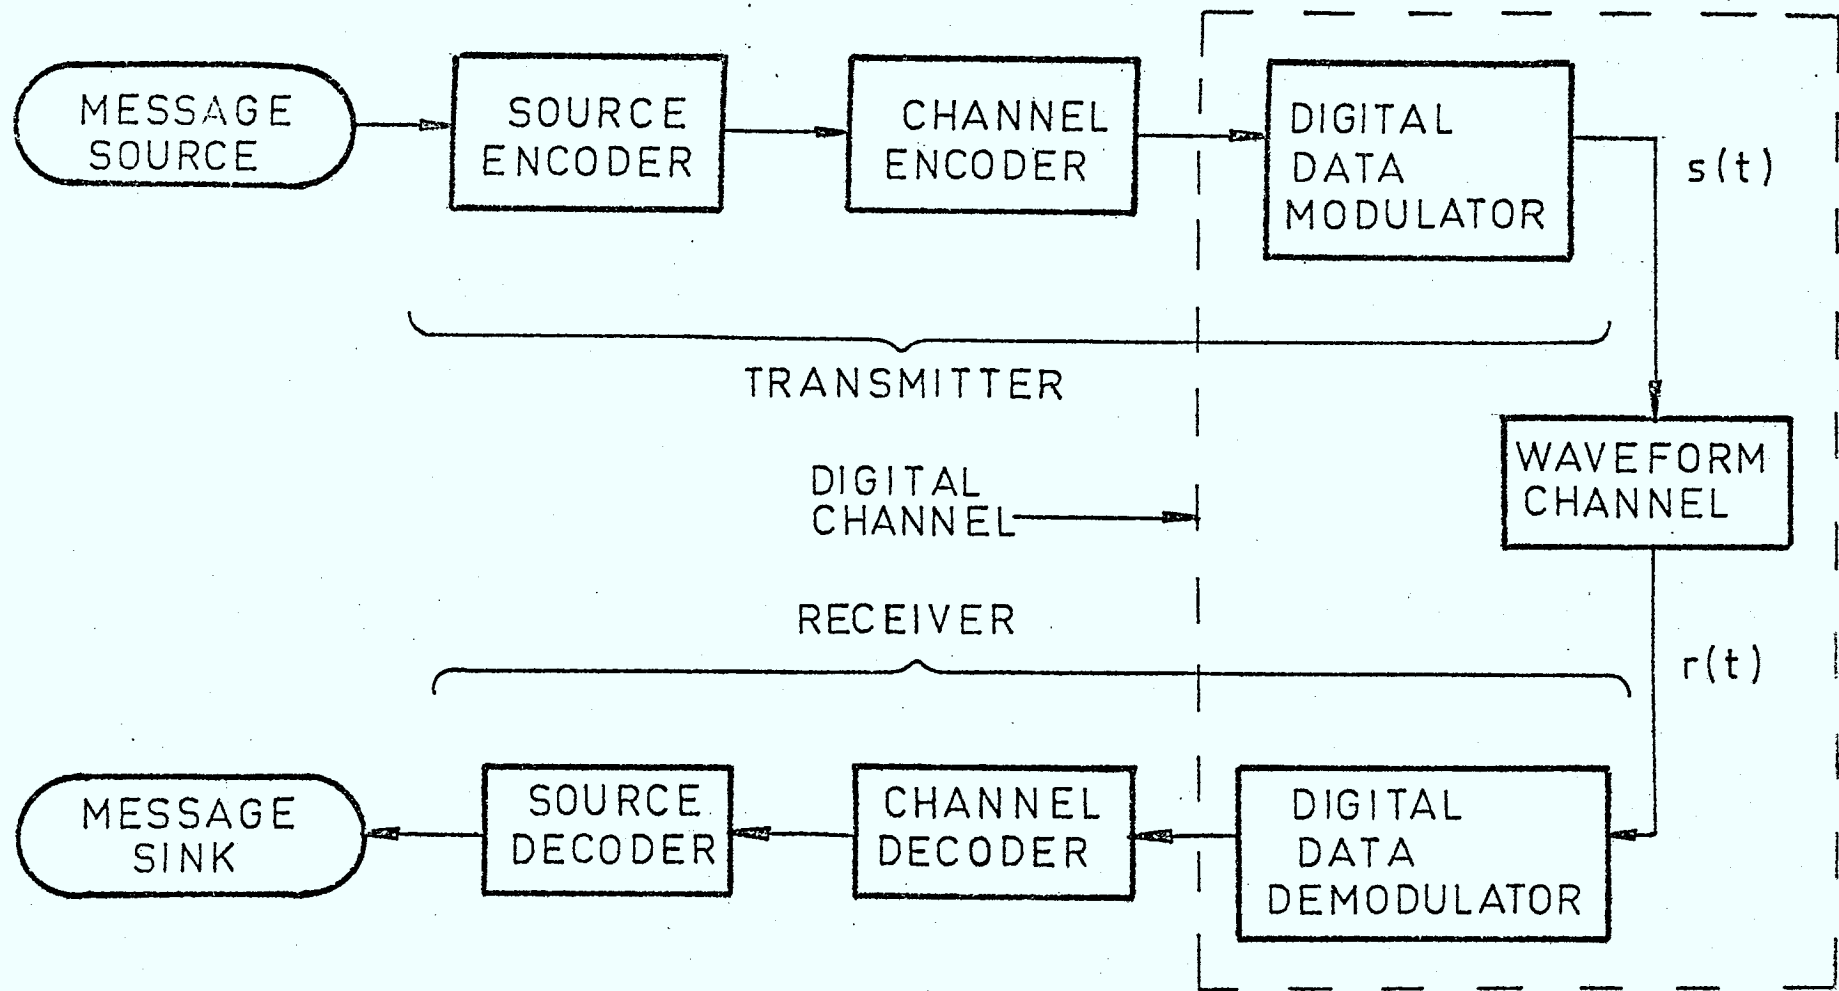 MESSAGE
SOURCE
SOURCE
ENCODER
CHANNEL
ENCODER
DIGITAL
DATA
MODULATOR
s(t)
TRANSMITTER
WAVEFORM
CHANNEL
DIGITAL
CHANNEL
RECEIVER
r(t)
MESSAGE
SINK
SOURCE
DECODER
CHANNEL
DECODER
DIGITAL
DATA
DEMODULATOR